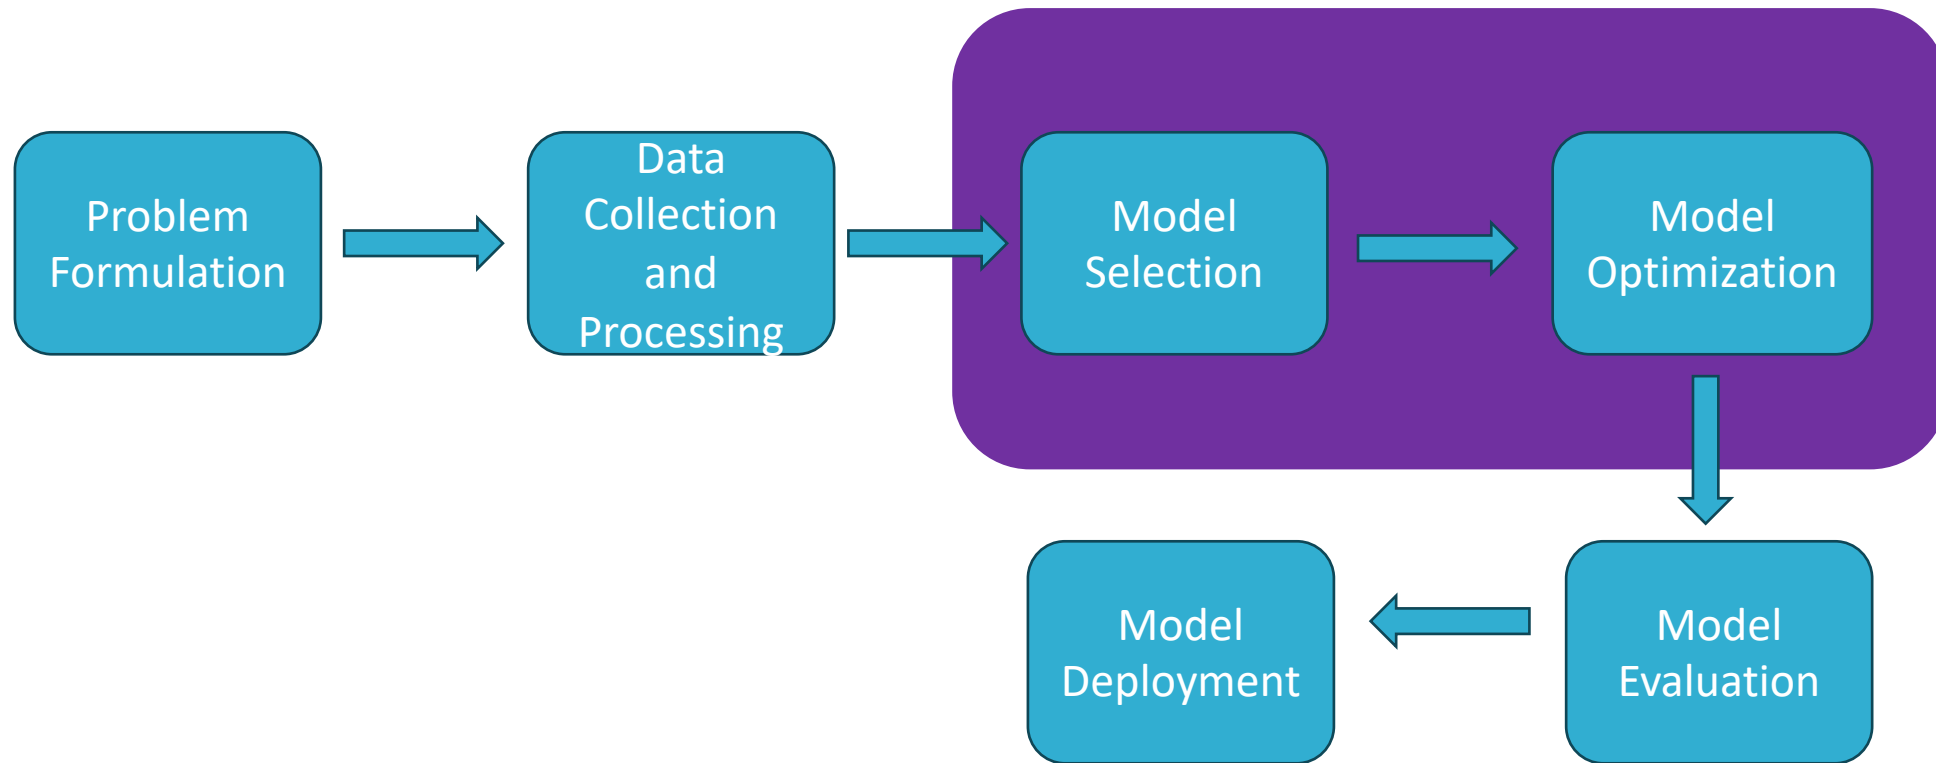 Problem
Formulation
Data
Collection
and
Processing
Model
Selection
Model
Optimization
Model
Evaluation
Model
Deployment